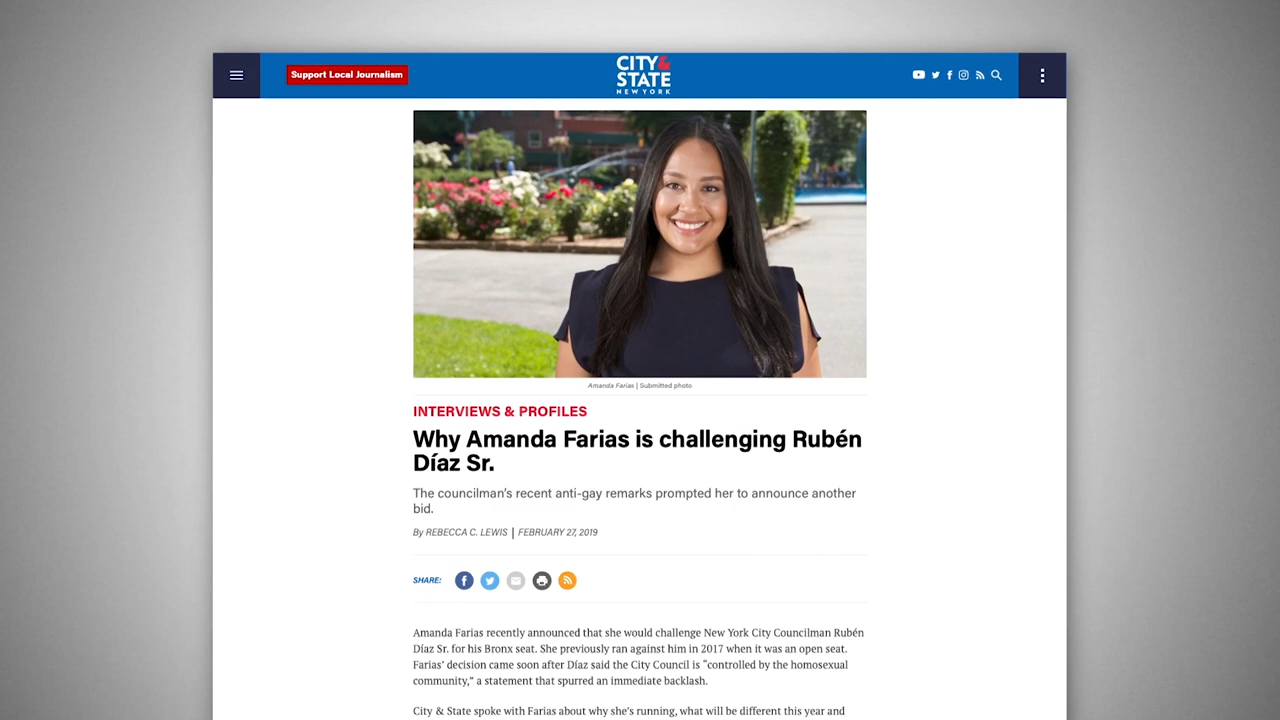 Support Local Journalism
CITY&
STATE
NEW YORK
Amanda Farias | Submitted photo
INTERVIEWS & PROFILES
Why Amanda Farias is challenging Rubén
Díaz Sr.
The councilman's recent anti-gay remarks prompted her to announce another
bid.
By REBECCA C. LEWIS | FEBRUARY 27, 2019
SHARE:
Amanda Farias recently announced that she would challenge New York City Councilman Rubén
Díaz Sr. for his Bronx seat. She previously ran against him in 2017 when it was an open seat.
Farias' decision came soon after Díaz said the City Council is “controlled by the homosexual
community,” a statement that spurred an immediate backlash.
City & State spoke with Farias about why she's running, what will be different this year and